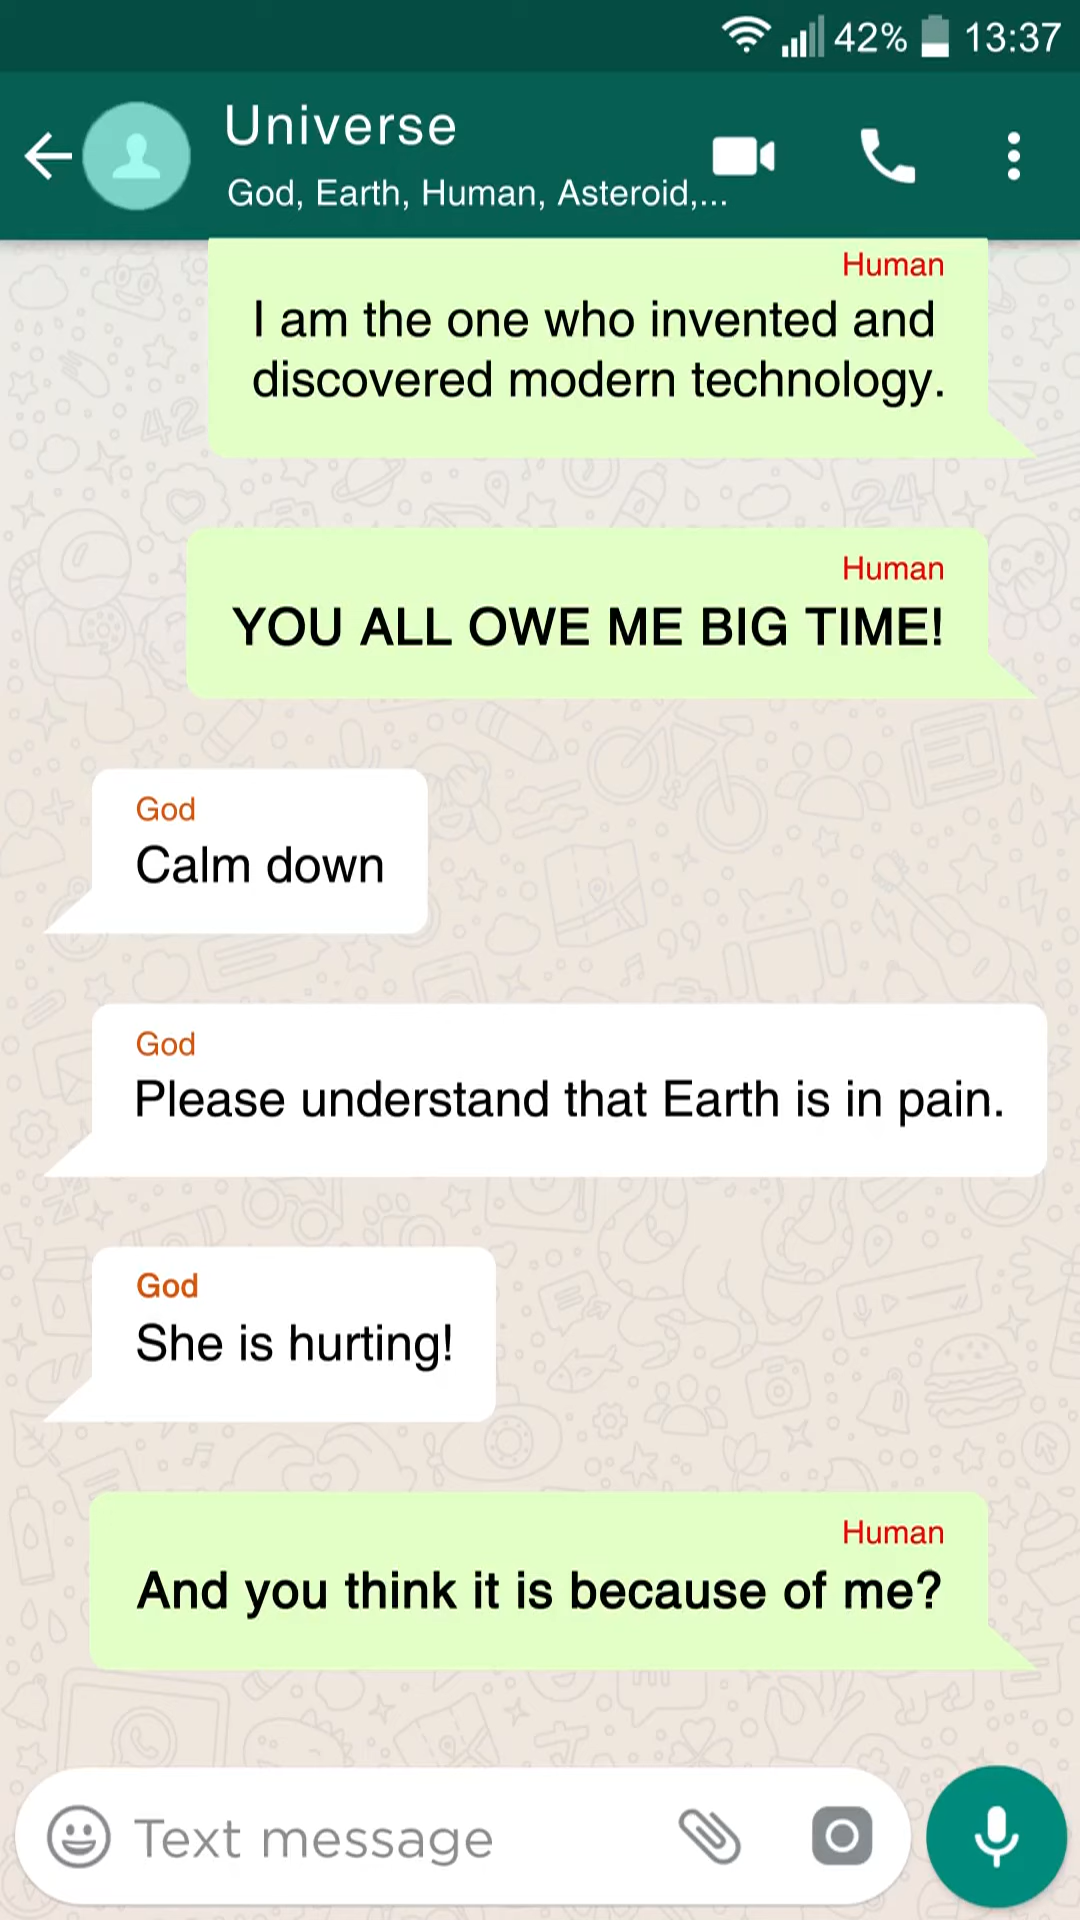 42% 13:37
Universe
God, Earth, Human, Asteroid,...
Human
I am the one who invented and
discovered modern technology.
Human
YOU ALL OWE ME BIG TIME!
God
Calm down
God
Please understand that Earth is in pain.
God
She is hurting!
Human
And you think it is because of me?
Text message